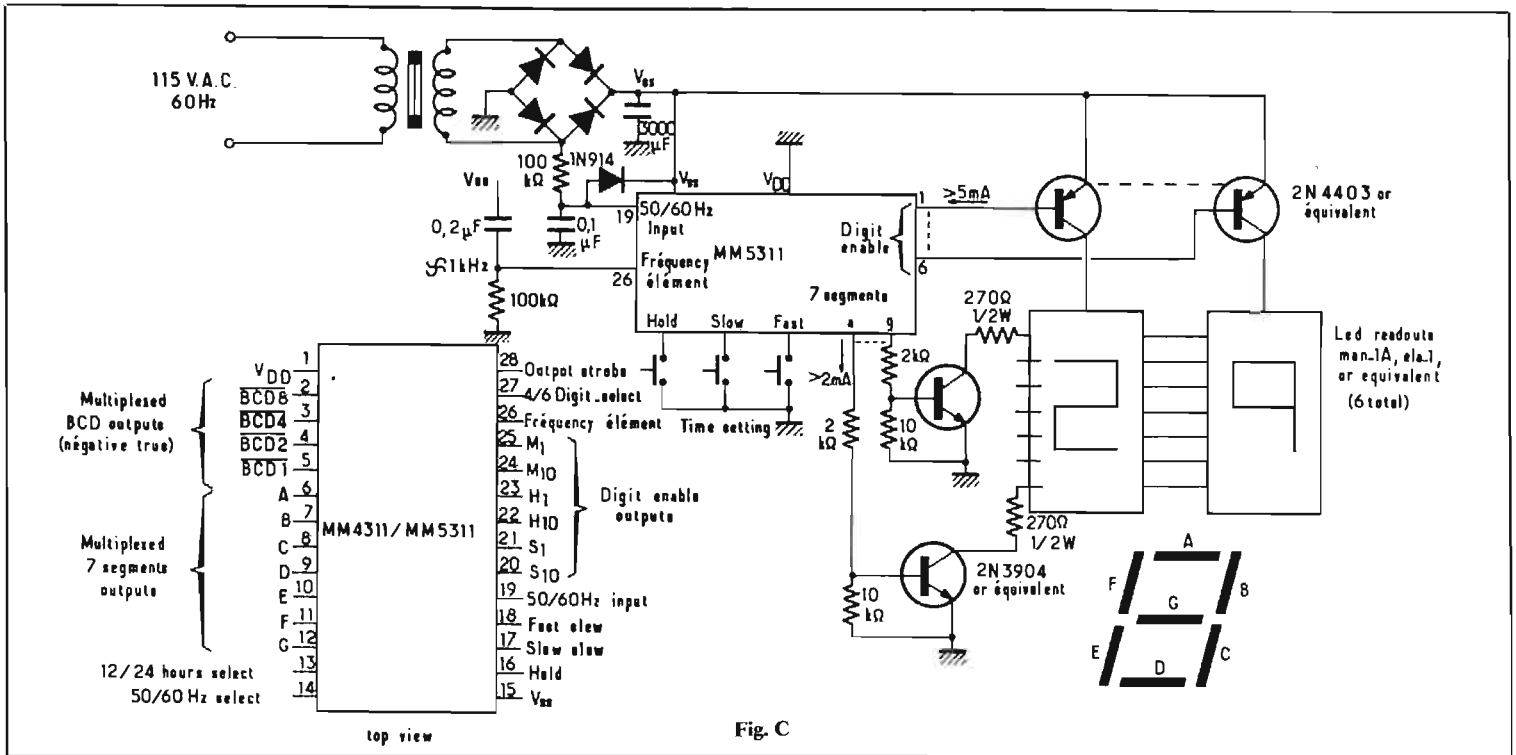 115 V.A.C.
60Hz
Vss
3000
µF
100
kΩ
1N914
Vss
Vss
VDD
0,2µF
0,1
µF
19
50/60Hz
Input
MM5311
Digit
enable
1
6
>5mA
2N4403 or
équivalent
1kHz
26
Fréquency
élément
100kΩ
7 segments
a
g
Hold
Slow
Fast
Time setting
>2mA
2kΩ
10
kΩ
2
kΩ
10
kΩ
270Ω
1/2W
270Ω
1/2W
2N3904
or équivalent
Led readouts
man_1A, ela_1,
or equivalent
(6 total)
A
F
B
G
E
C
D
Multiplexed
BCD outputs
(négative true)
Multiplexed
7 segments
outputs
12/24 hours select
50/60 Hz select
VDD 1
BCD8 2
BCD4 3
BCD2 4
BCD1 5
A 6
B 7
C 8
D 9
E 10
F 11
G 12
13
14
MM4311/MM5311
28 Output strobe
27 4/6 Digit_select
26 Fréquency élément
25 M1
24 M10
23 H1
22 H10
21 S1
20 S10
19 50/60Hz input
18 Fast slew
17 Slow slow
16 Hold
15 Vss
Digit enable
outputs
top view
Fig. C